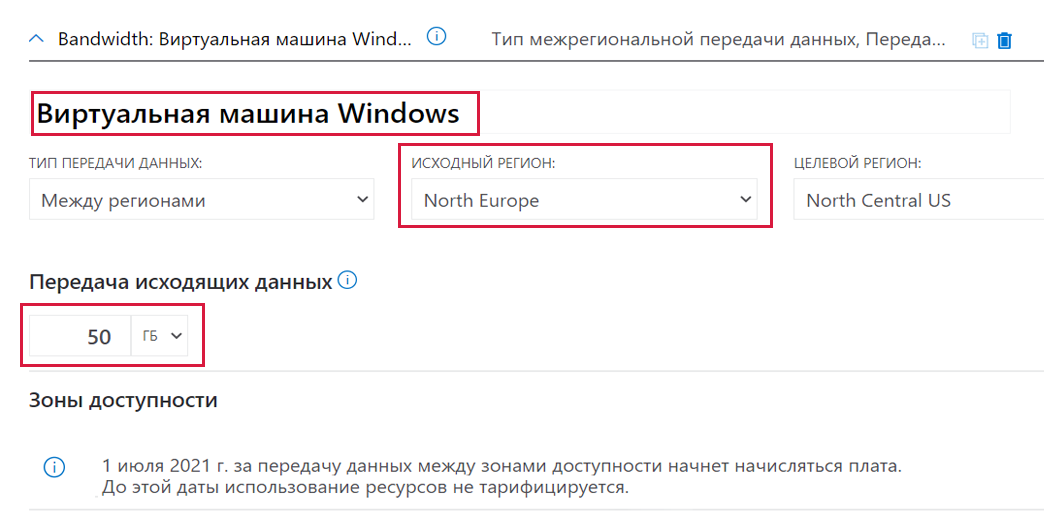 Bandwidth: Виртуальная машина Wind... Тип межрегиональной передачи данных, Переда...
Виртуальная машина Windows
ТИП ПЕРЕДАЧИ ДАННЫХ: ИСХОДНЫЙ РЕГИОН: ЦЕЛЕВОЙ РЕГИОН:
Между регионами North Europe North Central US
Передача исходящих данных
50 ГБ
Зоны доступности
1 июля 2021 г. за передачу данных между зонами доступности начнет начисляться плата.
До этой даты использование ресурсов не тарифицируется.